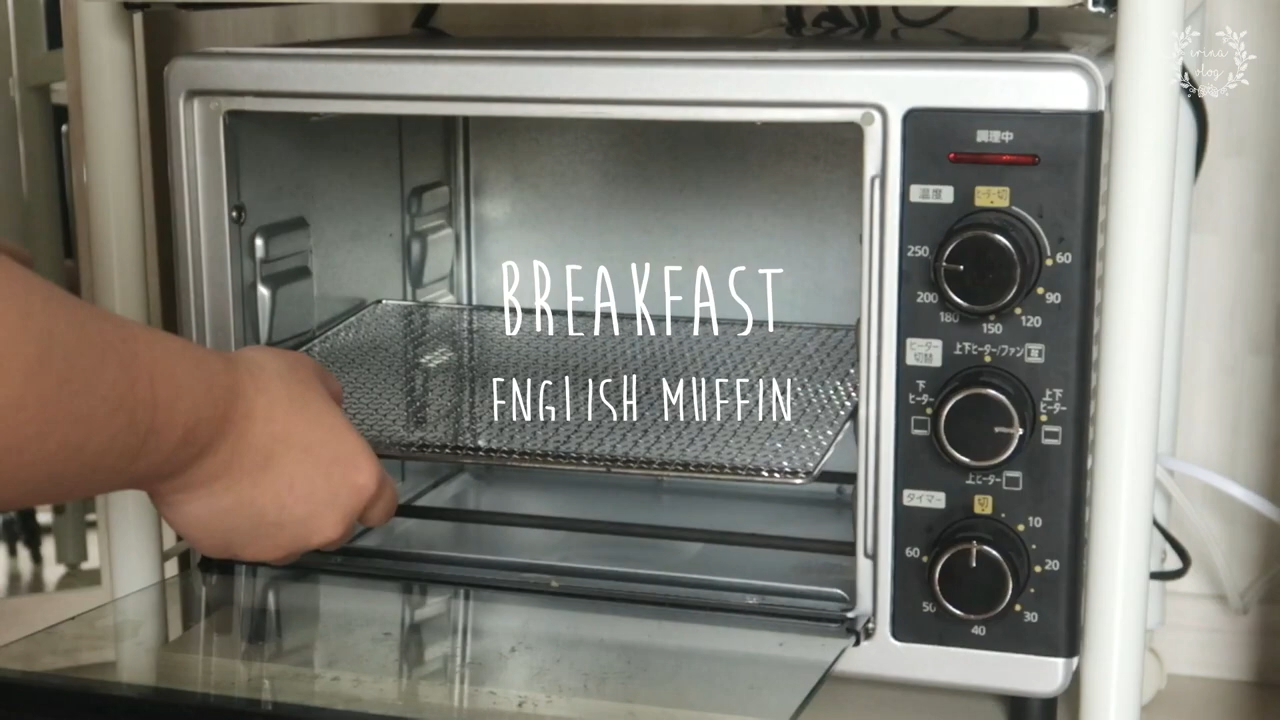 erina
vlog
調理中
温度
ヒーター切
250
60
200
90
180
120
150
BREAKFAST
ENGLISH MUFFIN
ヒーター
切替
上下ヒーター/ファン
下
ヒーター
上下
ヒーター
上ヒーター
タイマー
切
10
60
20
50
30
40